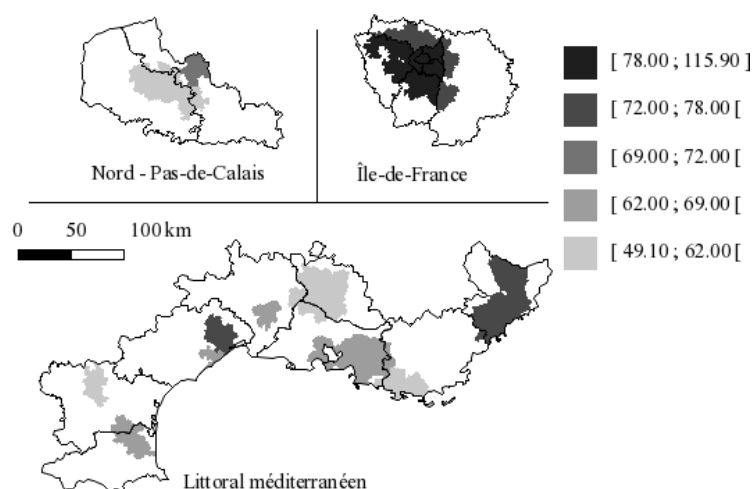 [ 78.00 ; 115.90 ]
[ 72.00 ; 78.00 [
Nord - Pas-de-Calais
Île-de-France
[ 69.00 ; 72.00 [
[ 62.00 ; 69.00 [
0 50 100 km
[ 49.10 ; 62.00 [
Littoral méditerranéen